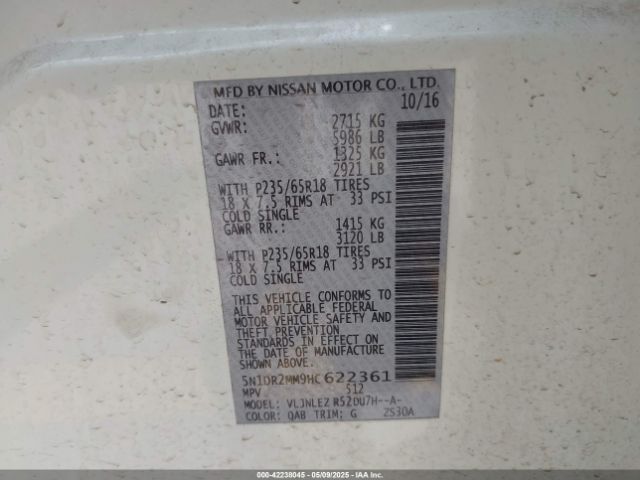 MFD BY NISSAN MOTOR CO., LTD.
DATE: 10/16
GVWR: 2715 KG
5986 LB
GAWR FR.: 1325 KG
2921 LB
WITH P235/65R18 TIRES
18 X 7.5 RIMS AT 33 PSI
COLD SINGLE
GAWR RR.: 1415 KG
3120 LB
WITH P235/65R18 TIRES
18 X 7.5 RIMS AT 33 PSI
COLD SINGLE
THIS VEHICLE CONFORMS TO
ALL APPLICABLE FEDERAL
MOTOR VEHICLE SAFETY AND
THEFT PREVENTION
STANDARDS IN EFFECT ON THE
DATE OF MANUFACTURE
SHOWN ABOVE.
5N1DR2MM9HC622361
MPV 512
MODEL: VLJNLEZ R52DU7H--A-
COLOR: QAB TRIM: G ZS30A
000-42238045 - 05/09/2025 - Copyright © IAA, LLC.